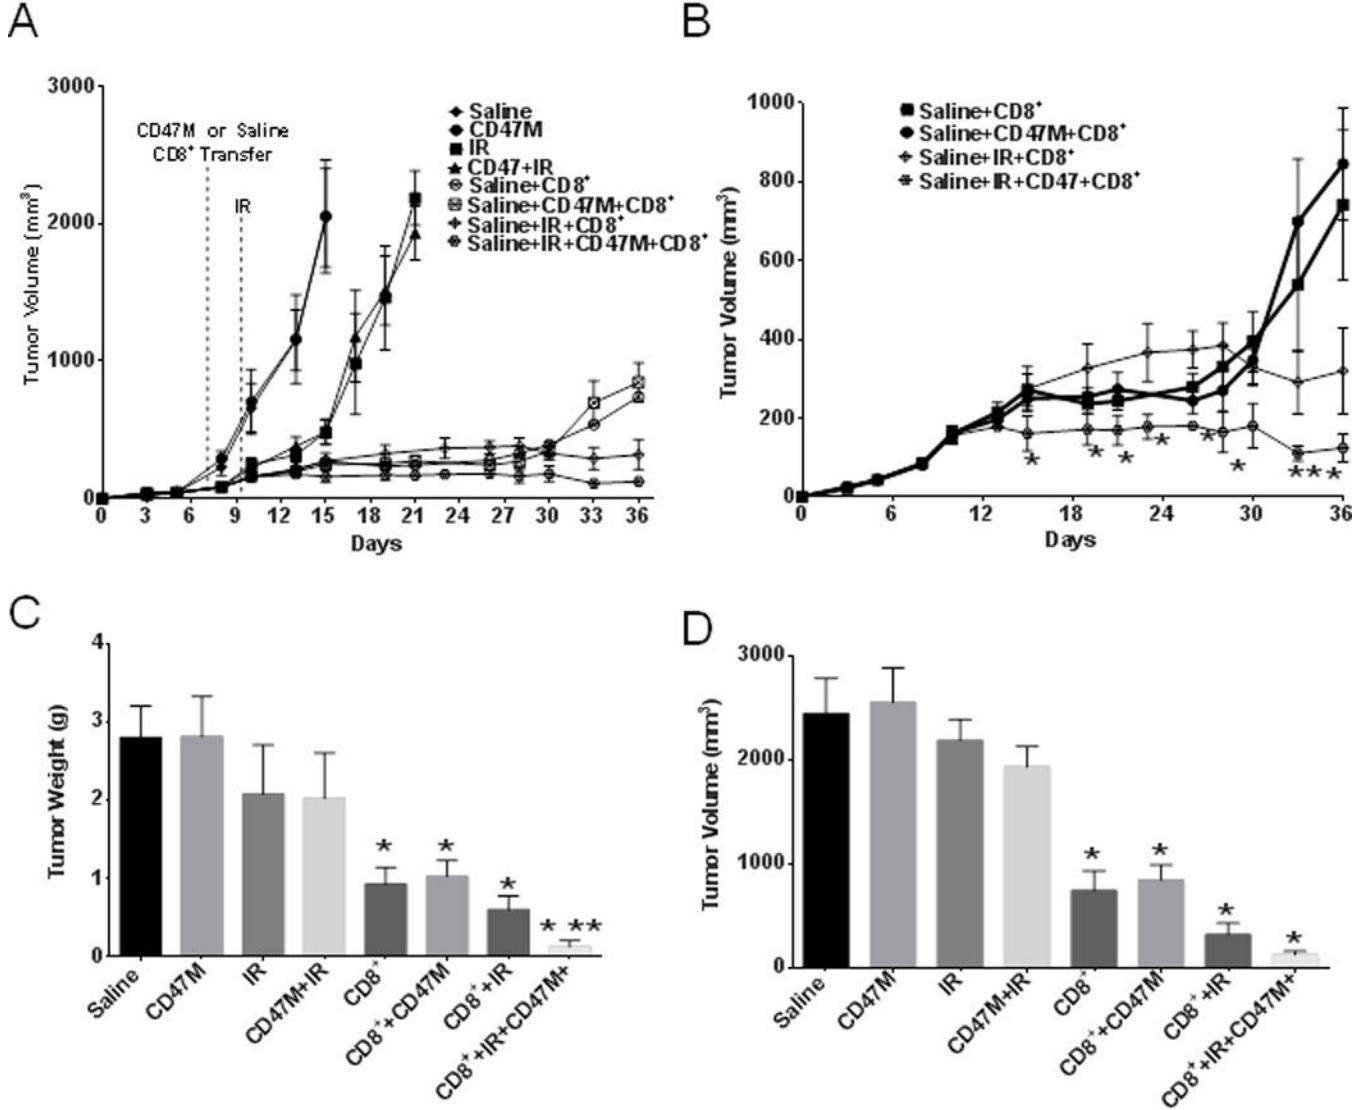 A
3000
2000
1000
0
Tumor Volume (mm³)
CD47M or Saline
CD8⁺ Transfer
IR
Saline
CD47M
IR
CD47+IR
Saline+CD8⁺
Saline+CD47M+CD8⁺
Saline+IR+CD8⁺
Saline+IR+CD47M+CD8⁺
0 3 6 9 12 15 18 21 24 27 30 33 36
Days
B
1000
800
600
400
200
0
Tumor Volume (mm³)
Saline+CD8⁺
Saline+CD47M+CD8⁺
Saline+IR+CD8⁺
Saline+IR+CD47+CD8⁺
* * * * * * ** *
0 6 12 18 24 30 36
Days
C
4
3
2
1
0
Tumor Weight (g)
* * * * **
Saline
CD47M
IR
CD47M+IR
CD8⁺
CD8⁺+CD47M
CD8⁺+IR
CD8⁺+IR+CD47M+
D
3000
2000
1000
0
Tumor Volume (mm³)
* * * *
Saline
CD47M
IR
CD47M+IR
CD8⁺
CD8⁺+CD47M
CD8⁺+IR
CD8⁺+IR+CD47M+